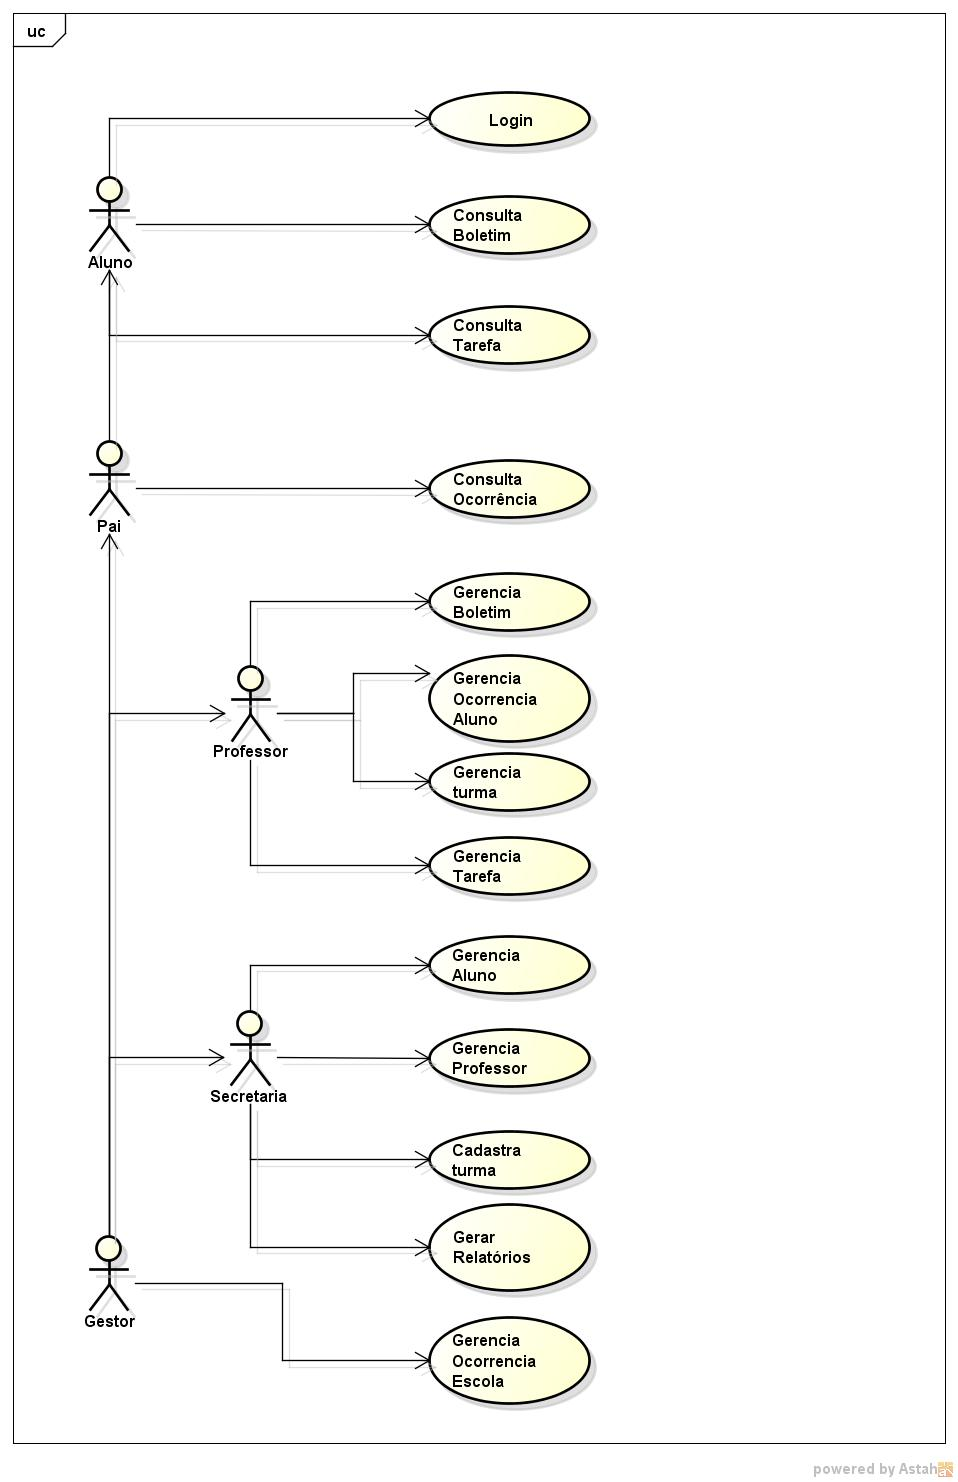 uc
Login
Consulta
Boletim
Aluno
Consulta
Tarefa
Consulta
Ocorrência
Pai
Gerencia
Boletim
Gerencia
Ocorrencia
Aluno
Professor
Gerencia
turma
Gerencia
Tarefa
Gerencia
Aluno
Gerencia
Professor
Secretaria
Cadastra
turma
Gerar
Relatórios
Gestor
Gerencia
Ocorrencia
Escola
powered by Astah